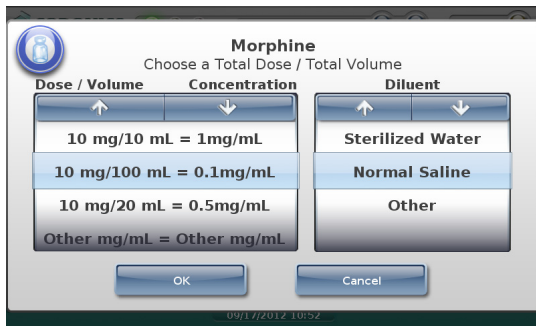 Morphine
Choose a Total Dose / Total Volume
Dose / Volume Concentration Diluent
10 mg/10 mL = 1mg/mL
10 mg/100 mL = 0.1mg/mL
10 mg/20 mL = 0.5mg/mL
Other mg/mL = Other mg/mL
Sterilized Water
Normal Saline
Other
OK Cancel
09/17/2012 10:52